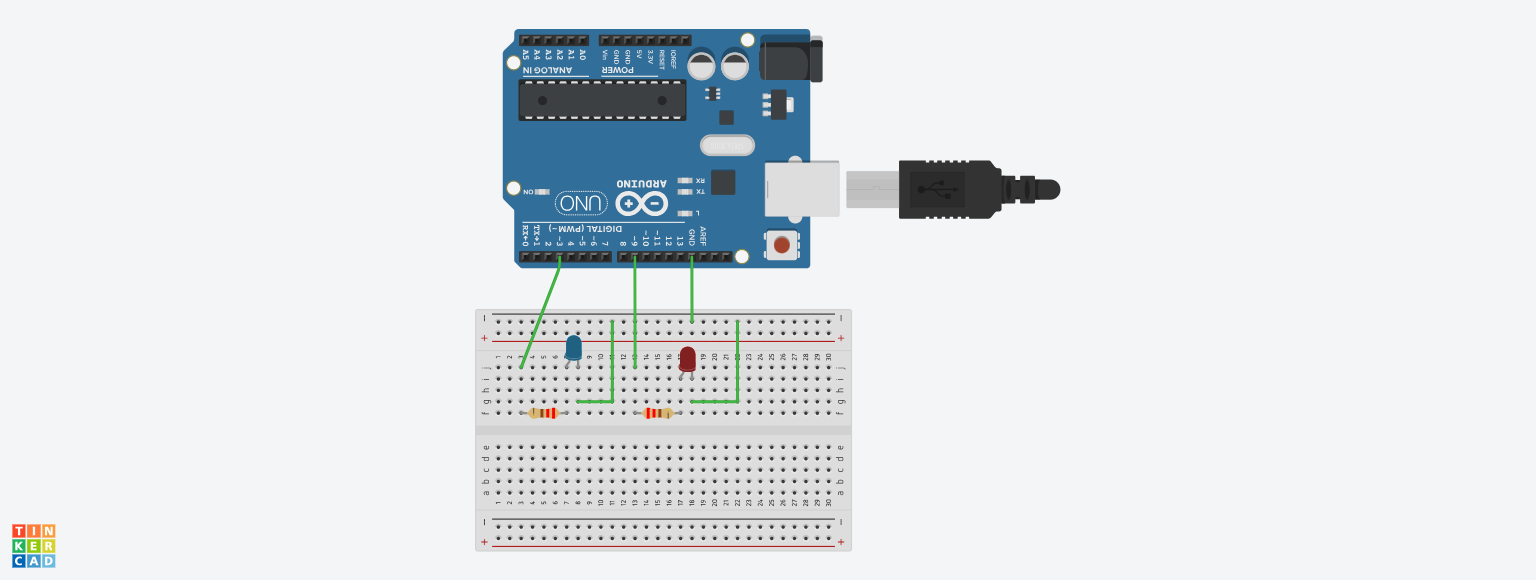 A5 A4 A3 A2 A1 A0 Vin GND GND 5V 3.3V RESET IOREF
ANALOG IN POWER
RX
TX
ON
UNO
ARDUINO
L
DIGITAL (PWM~)
RX←0 TX→1 2 ~3 4 ~5 ~6 7 8 ~9 ~10 ~11 12 13 GND AREF
− −
+ +
1 2 3 4 5 6 7 8 9 10 11 12 13 14 15 16 17 18 19 20 21 22 23 24 25 26 27 28 29 30
j j
i i
h h
g g
f f
e e
d d
c c
b b
a a
1 2 3 4 5 6 7 8 9 10 11 12 13 14 15 16 17 18 19 20 21 22 23 24 25 26 27 28 29 30
− −
+ +
TIN
KER
CAD